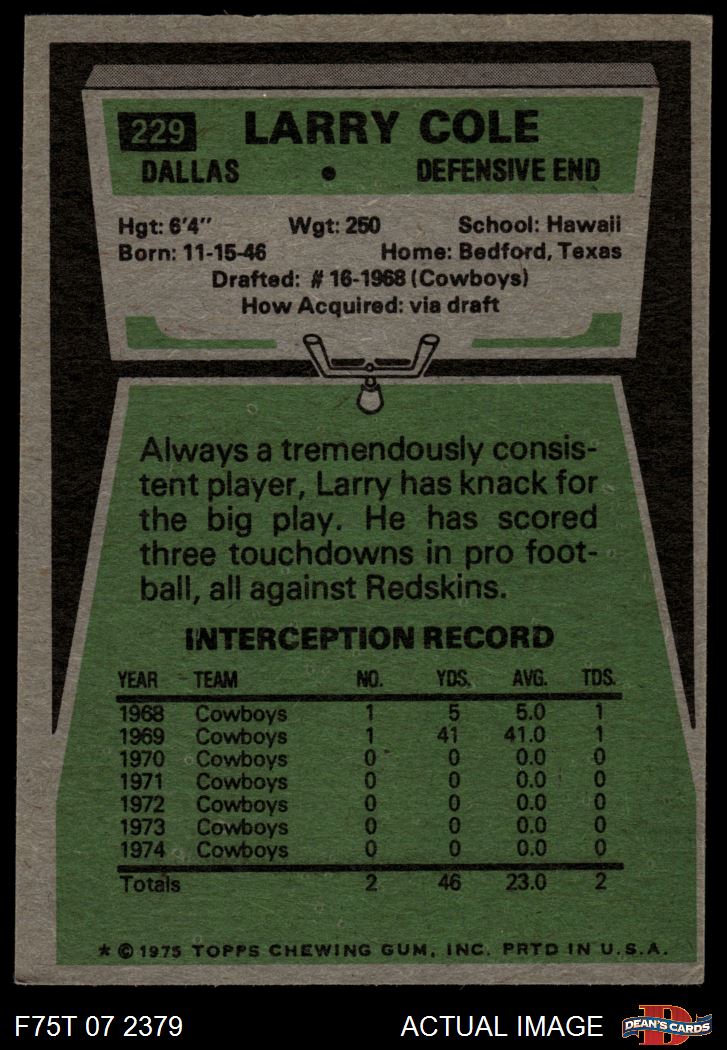 229 LARRY COLE
DALLAS • DEFENSIVE END
Hgt: 6'4" Wgt: 250 School: Hawaii
Born: 11-15-46 Home: Bedford, Texas
Drafted: # 16-1968 (Cowboys)
How Acquired: via draft
Always a tremendously consis-
tent player, Larry has knack for
the big play. He has scored
three touchdowns in pro foot-
ball, all against Redskins.
INTERCEPTION RECORD
YEAR TEAM NO. YDS. AVG. TDS.
1968 Cowboys 1 5 5.0 1
1969 Cowboys 1 41 41.0 1
1970 Cowboys 0 0 0.0 0
1971 Cowboys 0 0 0.0 0
1972 Cowboys 0 0 0.0 0
1973 Cowboys 0 0 0.0 0
1974 Cowboys 0 0 0.0 0
Totals 2 46 23.0 2
* © 1975 TOPPS CHEWING GUM, INC. PRTD IN U.S.A.
F75T 07 2379 ACTUAL IMAGE DEAN'S CARDS